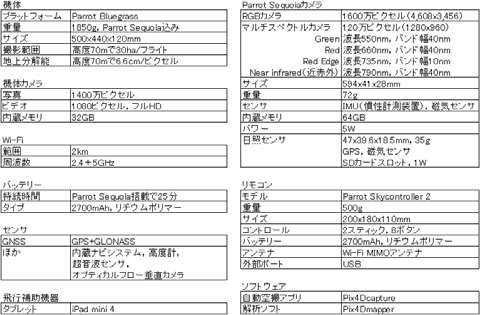 機体
プラットフォーム Parrot Bluegrass
重量 1850g, Parrot Sequoia込み
サイズ 500x440x120mm
撮影範囲 高度70mで30ha/フライト
地上分解能 高度70mで6.6cm/ピクセル
機体カメラ
写真 1400万ピクセル
ビデオ 1080ピクセル, フルHD
内蔵メモリ 32GB
Wi-Fi
範囲 2km
周波数 2.4+5GHz
バッテリー
持続時間 Parrot Sequoia搭載で25分
タイプ 2700mAh, リチウムポリマー
センサ
GNSS GPS+GLONASS
ほか 内蔵ナビシステム, 高度計,
超音波センサ,
オプティカルフロー垂直カメラ
飛行補助機器
タブレット iPad mini 4
Parrot Sequoiaカメラ
RGBカメラ 1600万ピクセル(4,608x3,456)
マルチスペクトルカメラ 120万ピクセル(1280x960)
Green 波長550nm, バンド幅40nm
Red 波長660nm, バンド幅40nm
Red Edge 波長735nm, バンド幅10nm
Near infrared(近赤外) 波長790nm, バンド幅40nm
サイズ 594x41x28mm
重量 72g
センサ IMU(慣性計測装置), 磁気センサ
内蔵メモリ 64GB
パワー 5W
日照センサ 47x39.6x18.5mm, 35g
GPS, 磁気センサ
SDカードスロット, 1W
リモコン
モデル Parrot Skycontroller 2
重量 500g
サイズ 200x180x110mm
コントロール 2スティック, 8ボタン
バッテリー 2700mAh, リチウムポリマー
アンテナ Wi-Fi MIMOアンテナ
外部ポート USB
ソフトウェア
自動空撮アプリ Pix4Dcapture
解析ソフト Pix4Dmapper